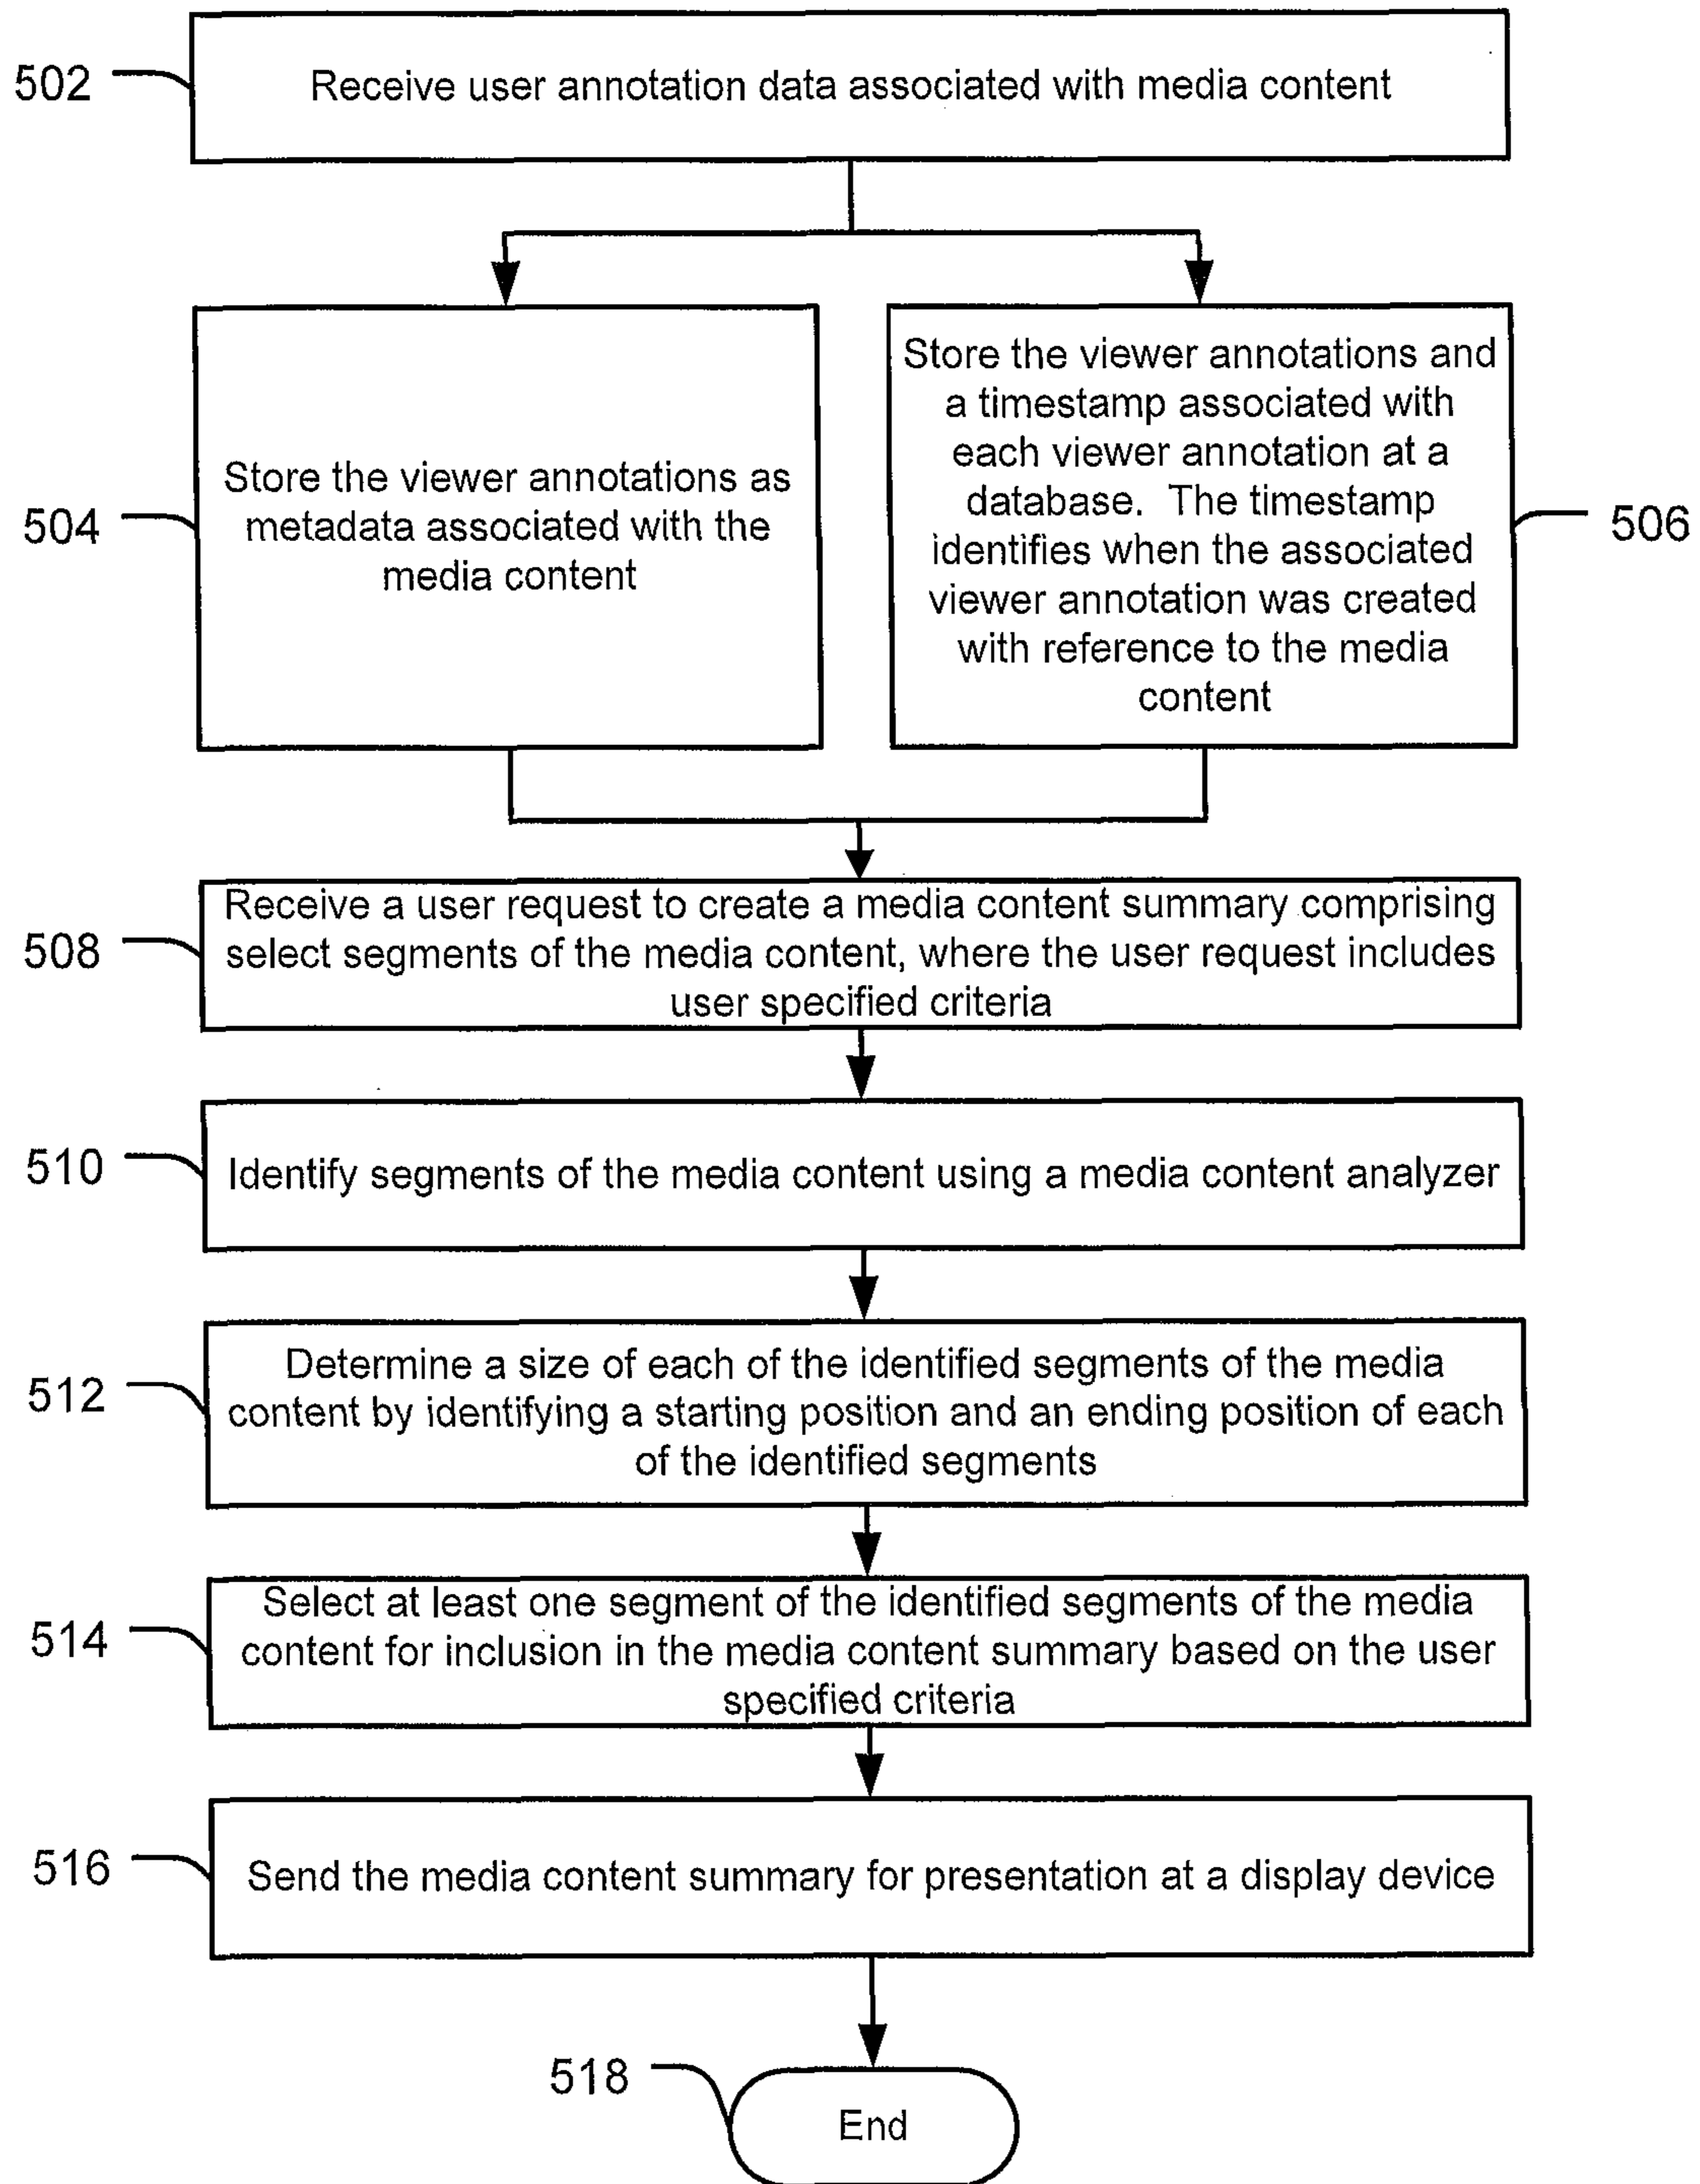 502
Receive user annotation data associated with media content
504
Store the viewer annotations as
metadata associated with the
media content
Store the viewer annotations and
a timestamp associated with
each viewer annotation at a
database. The timestamp
identifies when the associated
viewer annotation was created
with reference to the media
content
506
508
Receive a user request to create a media content summary comprising
select segments of the media content, where the user request includes
user specified criteria
510
Identify segments of the media content using a media content analyzer
512
Determine a size of each of the identified segments of the media
content by identifying a starting position and an ending position of each
of the identified segments
514
Select at least one segment of the identified segments of the media
content for inclusion in the media content summary based on the user
specified criteria
516
Send the media content summary for presentation at a display device
518
End